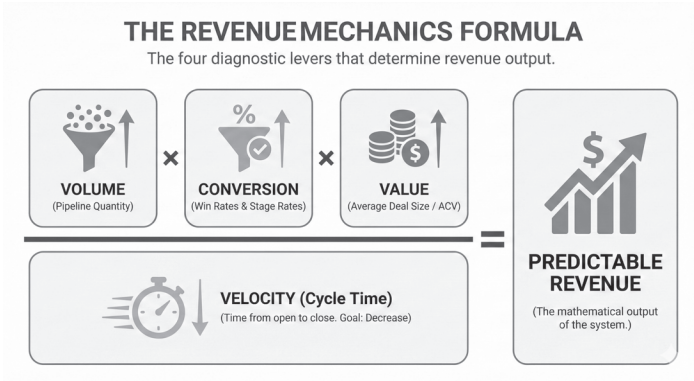 THE REVENUE MECHANICS FORMULA
The four diagnostic levers that determine revenue output.
%
VOLUME
(Pipeline Quantity)
×
CONVERSION
(Win Rates & Stage Rates)
×
$
VALUE
(Average Deal Size / ACV)
VELOCITY (Cycle Time)
(Time from open to close. Goal: Decrease)
=
$
PREDICTABLE
REVENUE
(The mathematical output
of the system.)